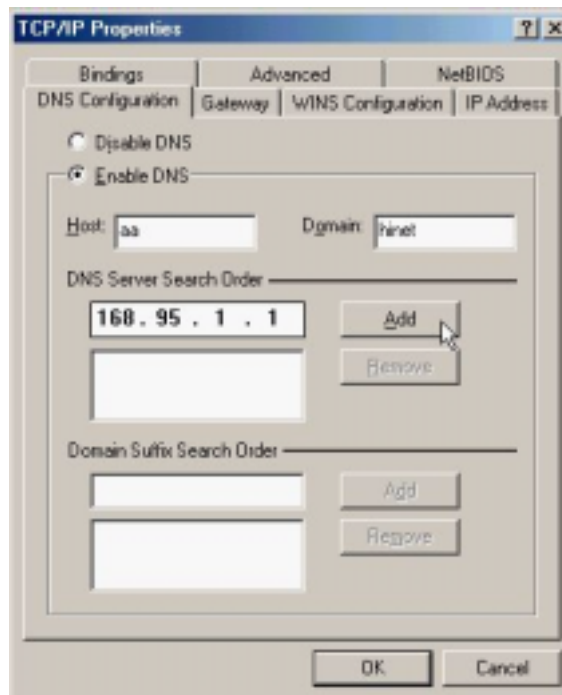 TCP/IP Properties
Bindings Advanced NetBIOS
DNS Configuration Gateway WINS Configuration IP Address
Disable DNS
Enable DNS
Host: aa Domain: hinet
DNS Server Search Order
168 . 95 . 1 . 1 Add
Remove
Domain Suffix Search Order
Add
Remove
OK Cancel